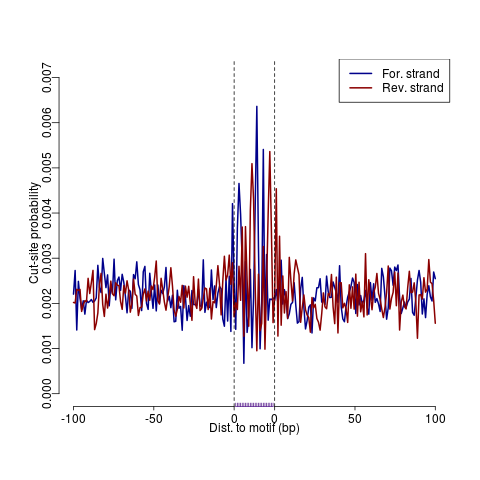 For. strand
Rev. strand
Cut-site probability
0.007
0.006
0.005
0.004
0.003
0.002
0.001
0.000
-100 -50 0 0 50 100
Dist. to motif (bp)